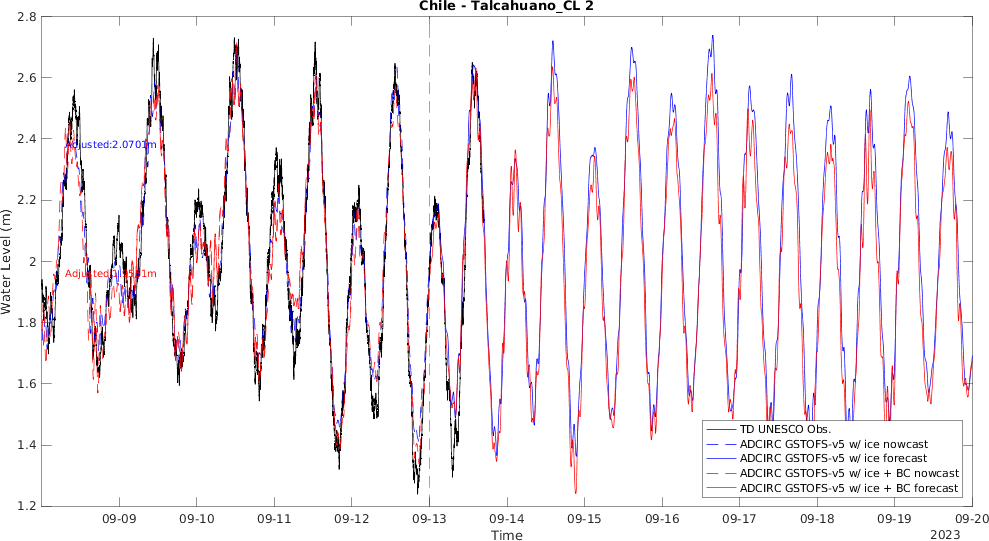 Chile - Talcahuano_CL 2
Water Level (m)
2.8
2.6
2.4
2.2
2
1.8
1.6
1.4
1.2
Adjusted:2.0701m
09-09
09-10
09-11
09-12
09-13
09-14
09-15
09-16
09-17
09-18
09-19
09-20
Time
2023
TD UNESCO Obs.
ADCIRC GSTOFS-v5 w/ ice nowcast
ADCIRC GSTOFS-v5 w/ ice forecast
ADCIRC GSTOFS-v5 w/ ice + BC nowcast
ADCIRC GSTOFS-v5 w/ ice + BC forecast